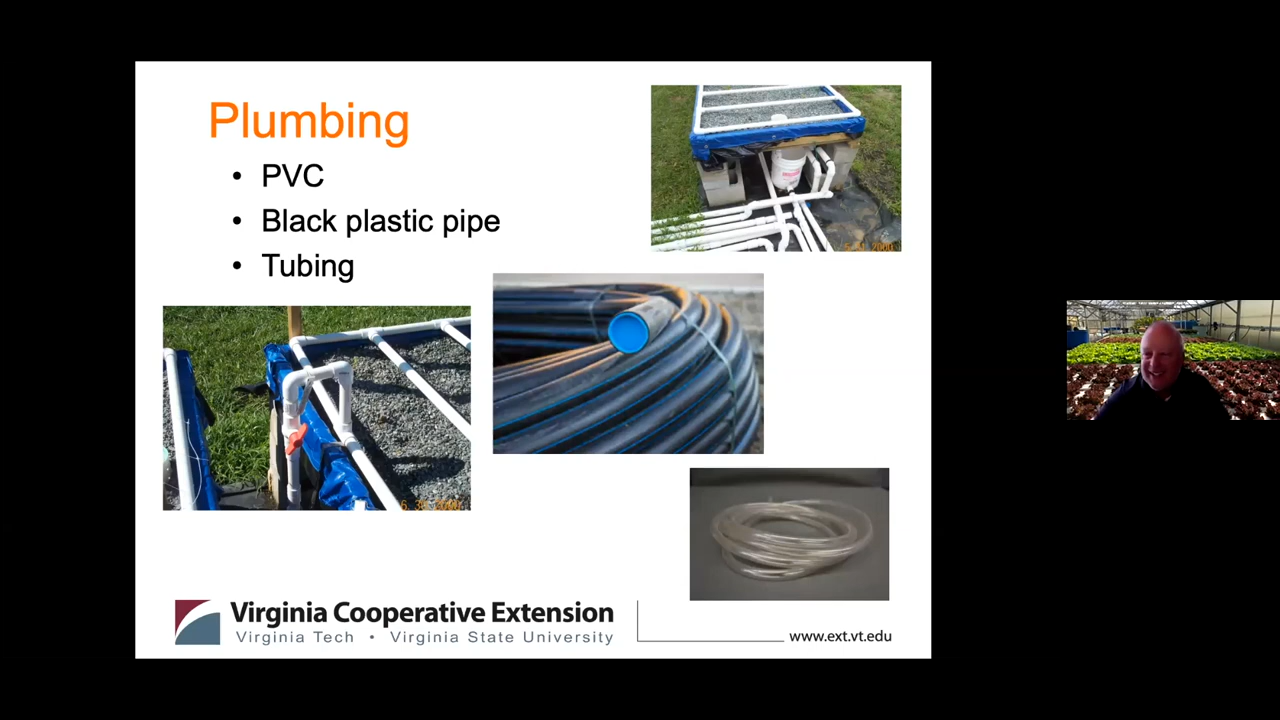 Plumbing
• PVC
• Black plastic pipe
• Tubing
Virginia Cooperative Extension
Virginia Tech • Virginia State University
www.ext.vt.edu